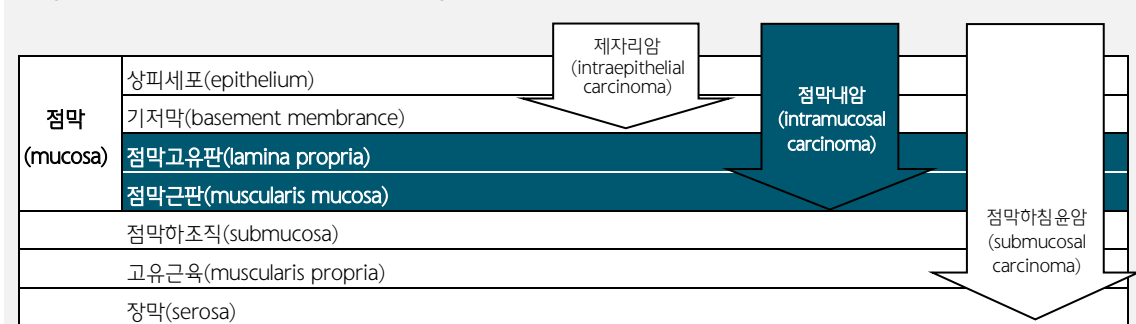 제자리암
(intraepithelial
carcinoma)
점막내암
(intramucosal
carcinoma)
점막하침윤암
(submucosal
carcinoma)
점막
(mucosa)
상피세포(epithelium)
기저막(basement membrance)
점막고유판(lamina propria)
점막근판(muscularis mucosa)
점막하조직(submucosa)
고유근육(muscularis propria)
장막(serosa)